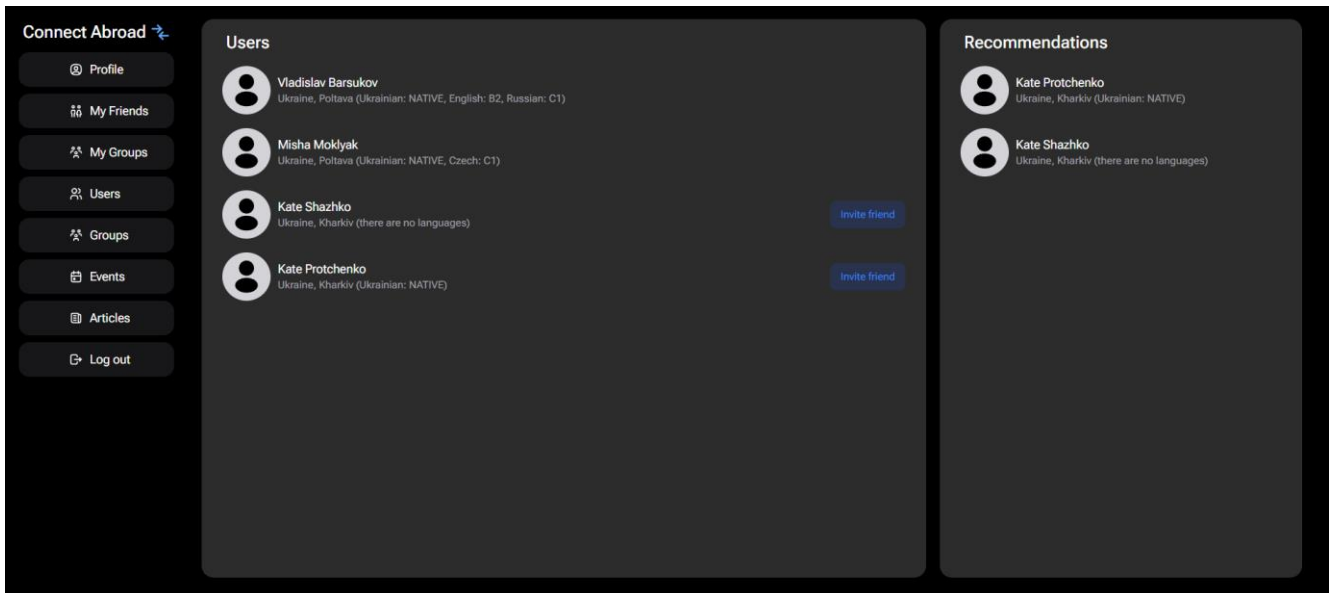 Connect Abroad
Profile
My Friends
My Groups
Users
Groups
Events
Articles
Log out
Users
Vladislav Barsukov
Ukraine, Poltava (Ukrainian: NATIVE, English: B2, Russian: C1)
Misha Moklyak
Ukraine, Poltava (Ukrainian: NATIVE, Czech: C1)
Kate Shazhko
Ukraine, Kharkiv (there are no languages)
Invite friend
Kate Protchenko
Ukraine, Kharkiv (Ukrainian: NATIVE)
Invite friend
Recommendations
Kate Protchenko
Ukraine, Kharkiv (Ukrainian: NATIVE)
Kate Shazhko
Ukraine, Kharkiv (there are no languages)